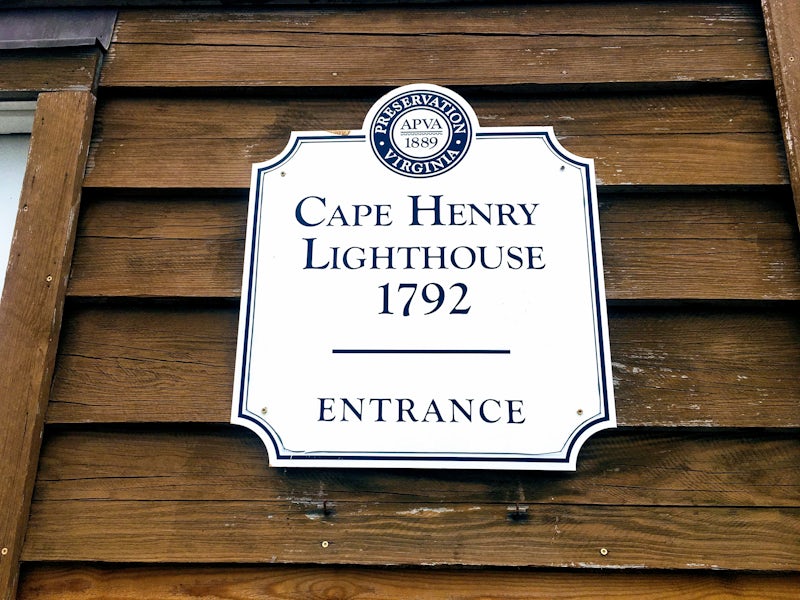 PRESERVATION
APVA
1889
VIRGINIA
CAPE HENRY
LIGHTHOUSE
1792
ENTRANCE